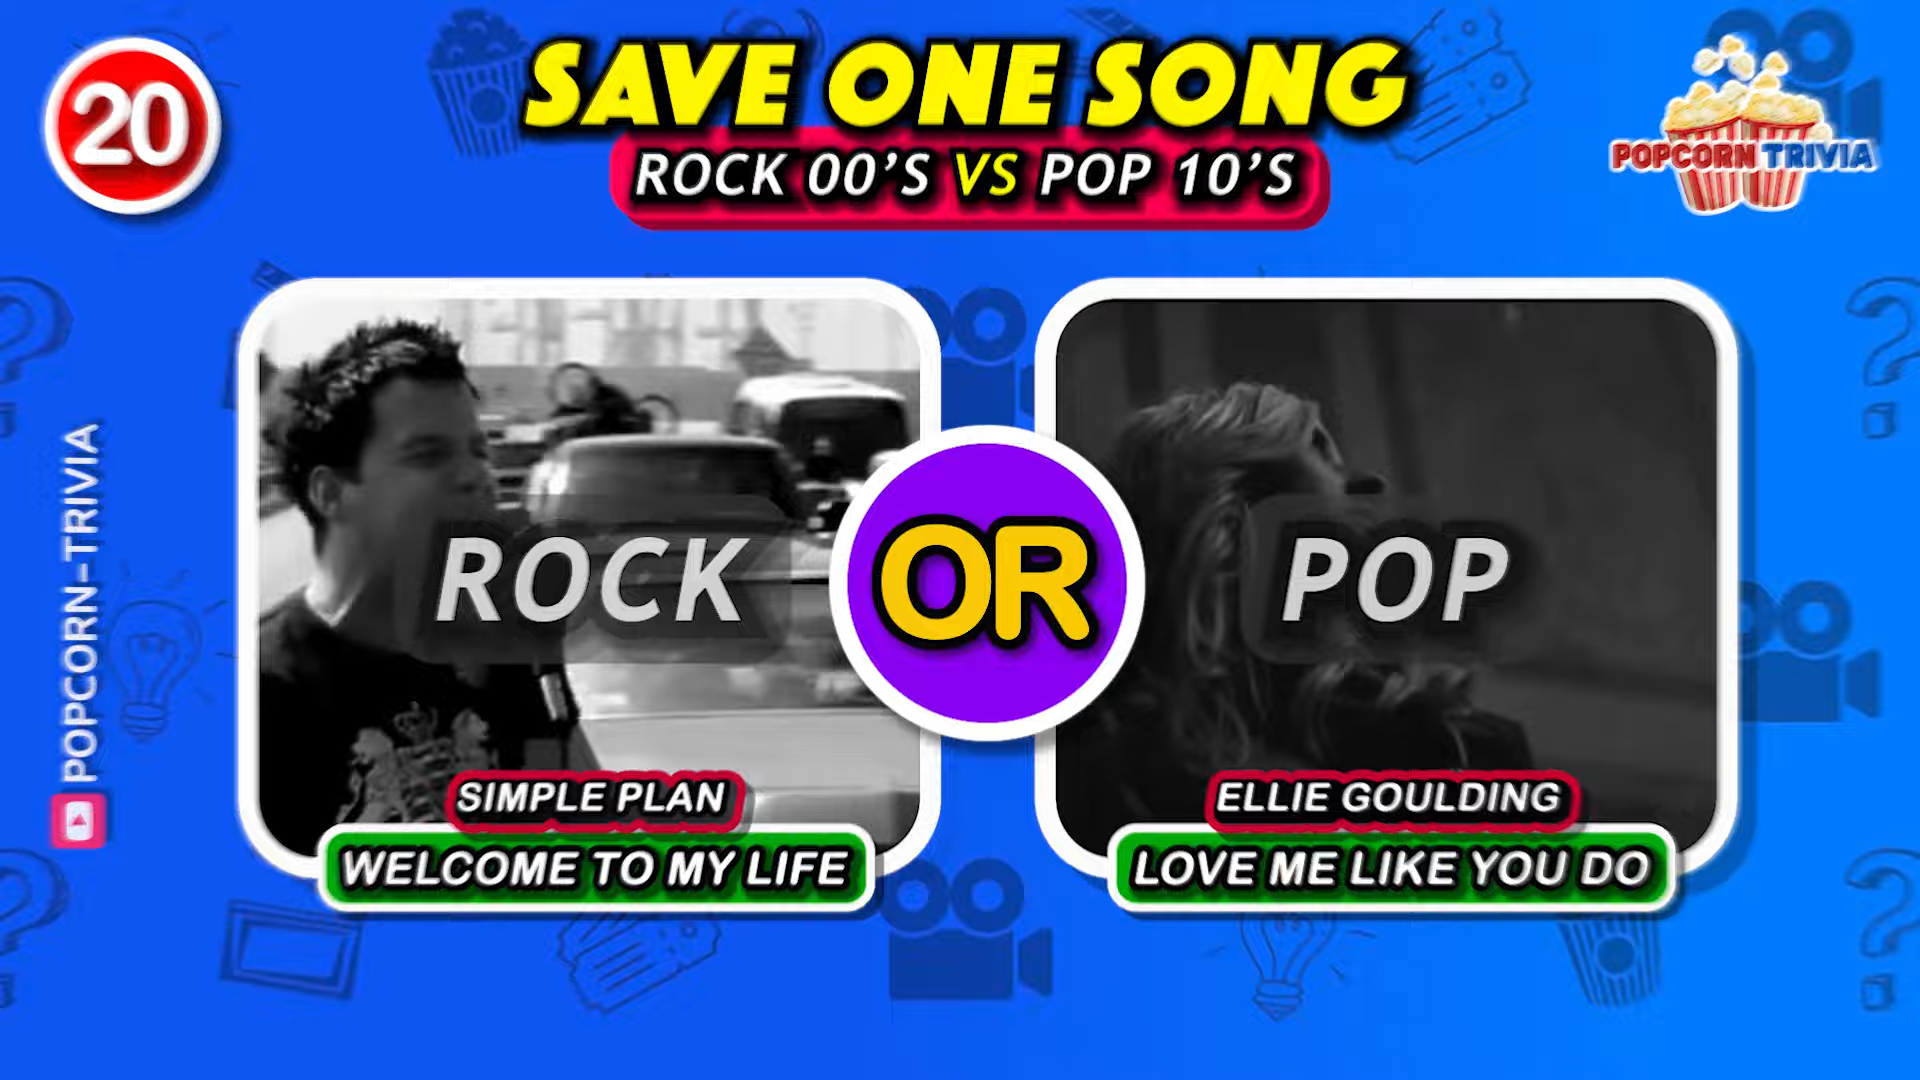 20
SAVE ONE SONG
ROCK 00'S VS POP 10'S
POPCORN TRIVIA
POPCORN-TRIVIA
ROCK
OR
POP
SIMPLE PLAN
WELCOME TO MY LIFE
ELLIE GOULDING
LOVE ME LIKE YOU DO